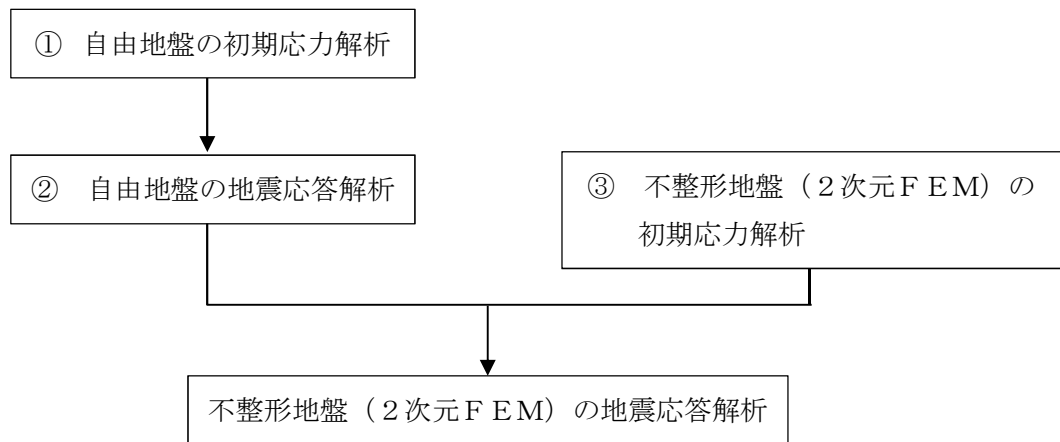 ① 自由地盤の初期応力解析
② 自由地盤の地震応答解析
③ 不整形地盤(2次元FEM)の
初期応力解析
不整形地盤(2次元FEM)の地震応答解析